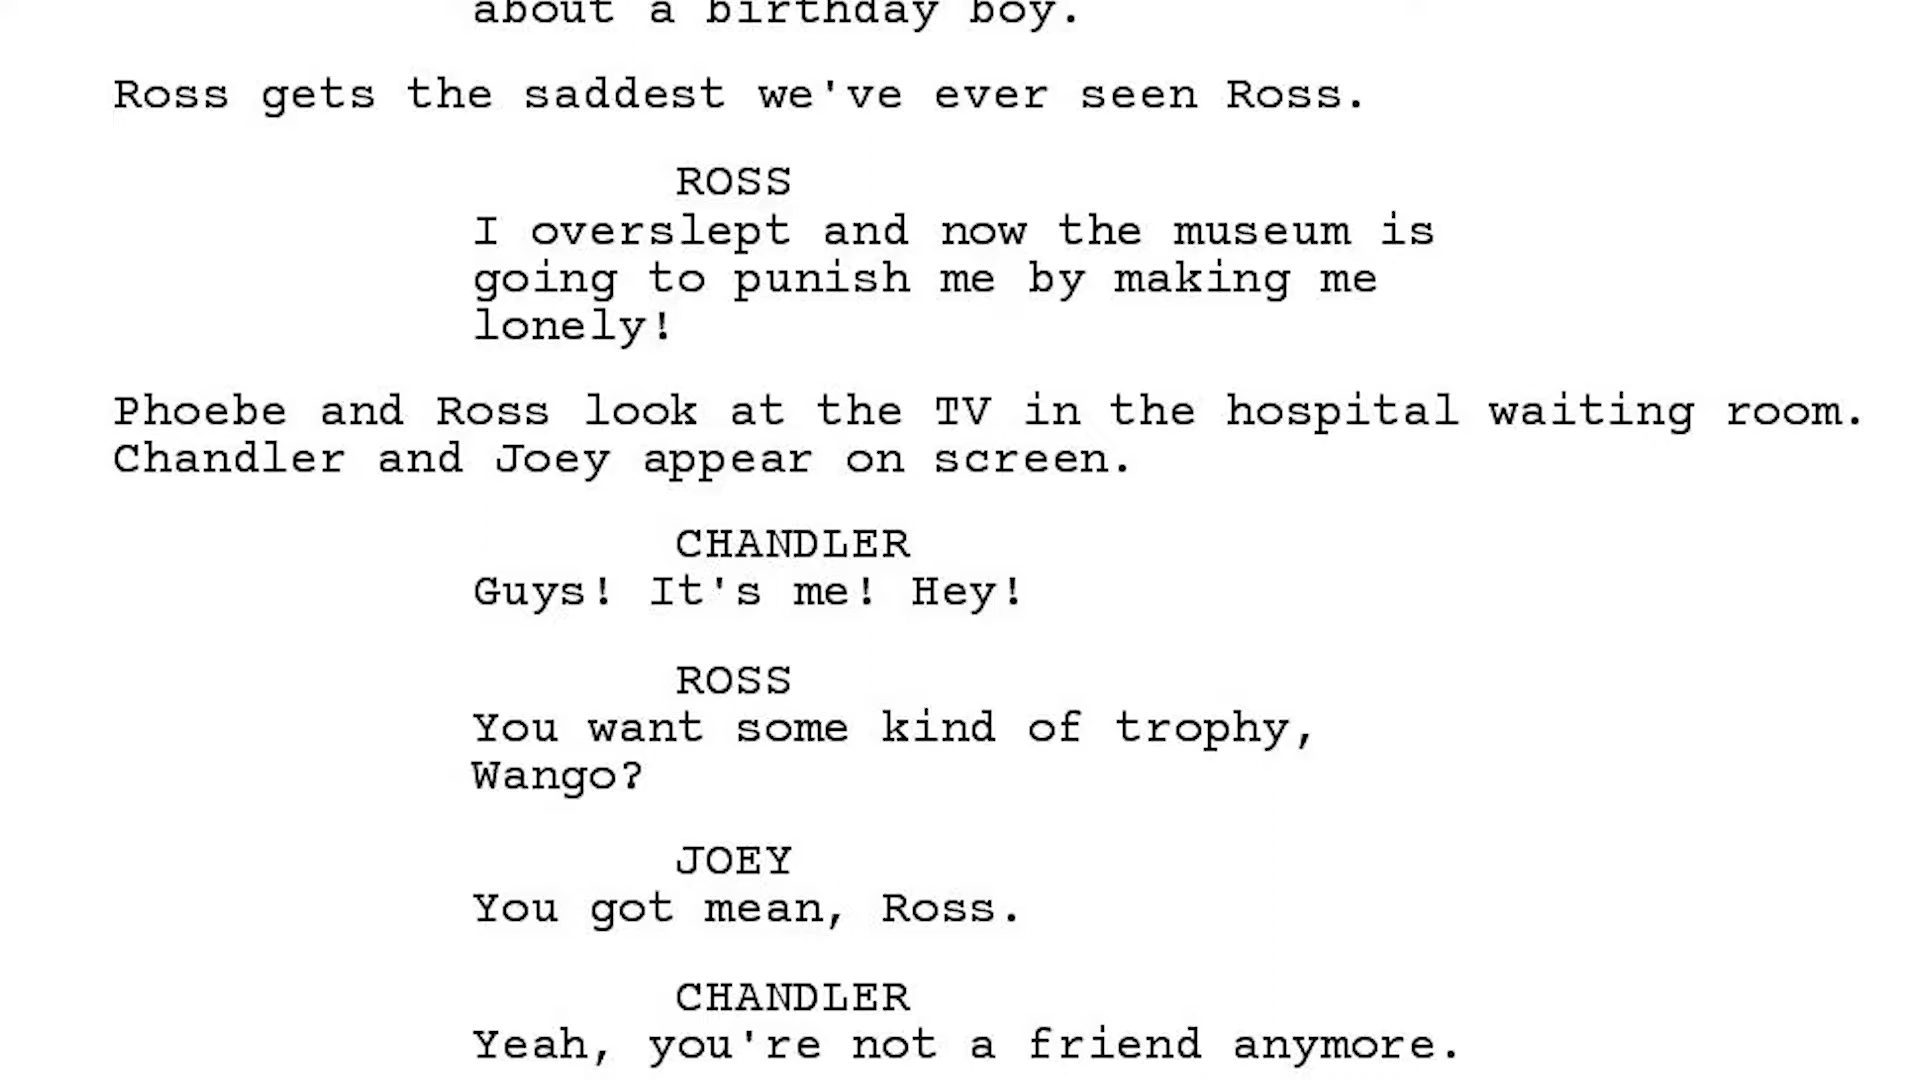 about a birthday boy.
Ross gets the saddest we've ever seen Ross.
ROSS
I overslept and now the museum is
going to punish me by making me
lonely!
Phoebe and Ross look at the TV in the hospital waiting room.
Chandler and Joey appear on screen.
CHANDLER
Guys! It's me! Hey!
ROSS
You want some kind of trophy,
Wango?
JOEY
You got mean, Ross.
CHANDLER
Yeah, you're not a friend anymore.